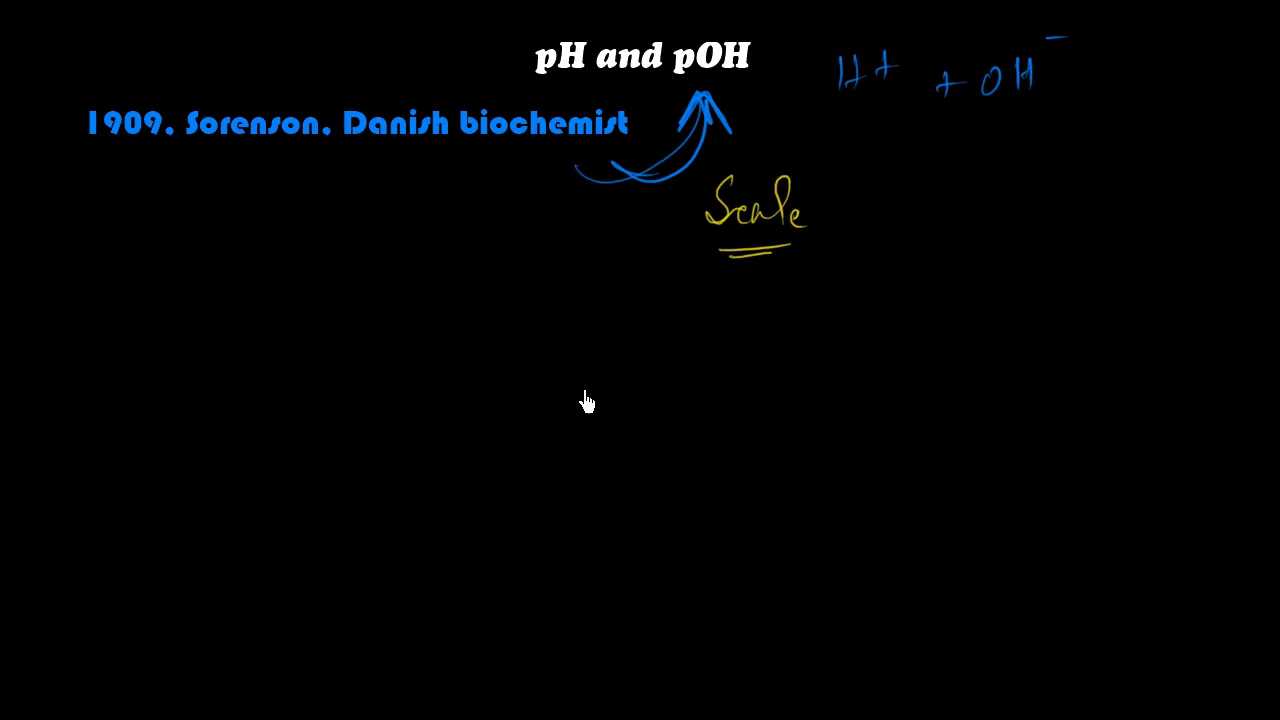 pH and pOH
H+ + OH-
1909, Sorenson, Danish biochemist
Scale